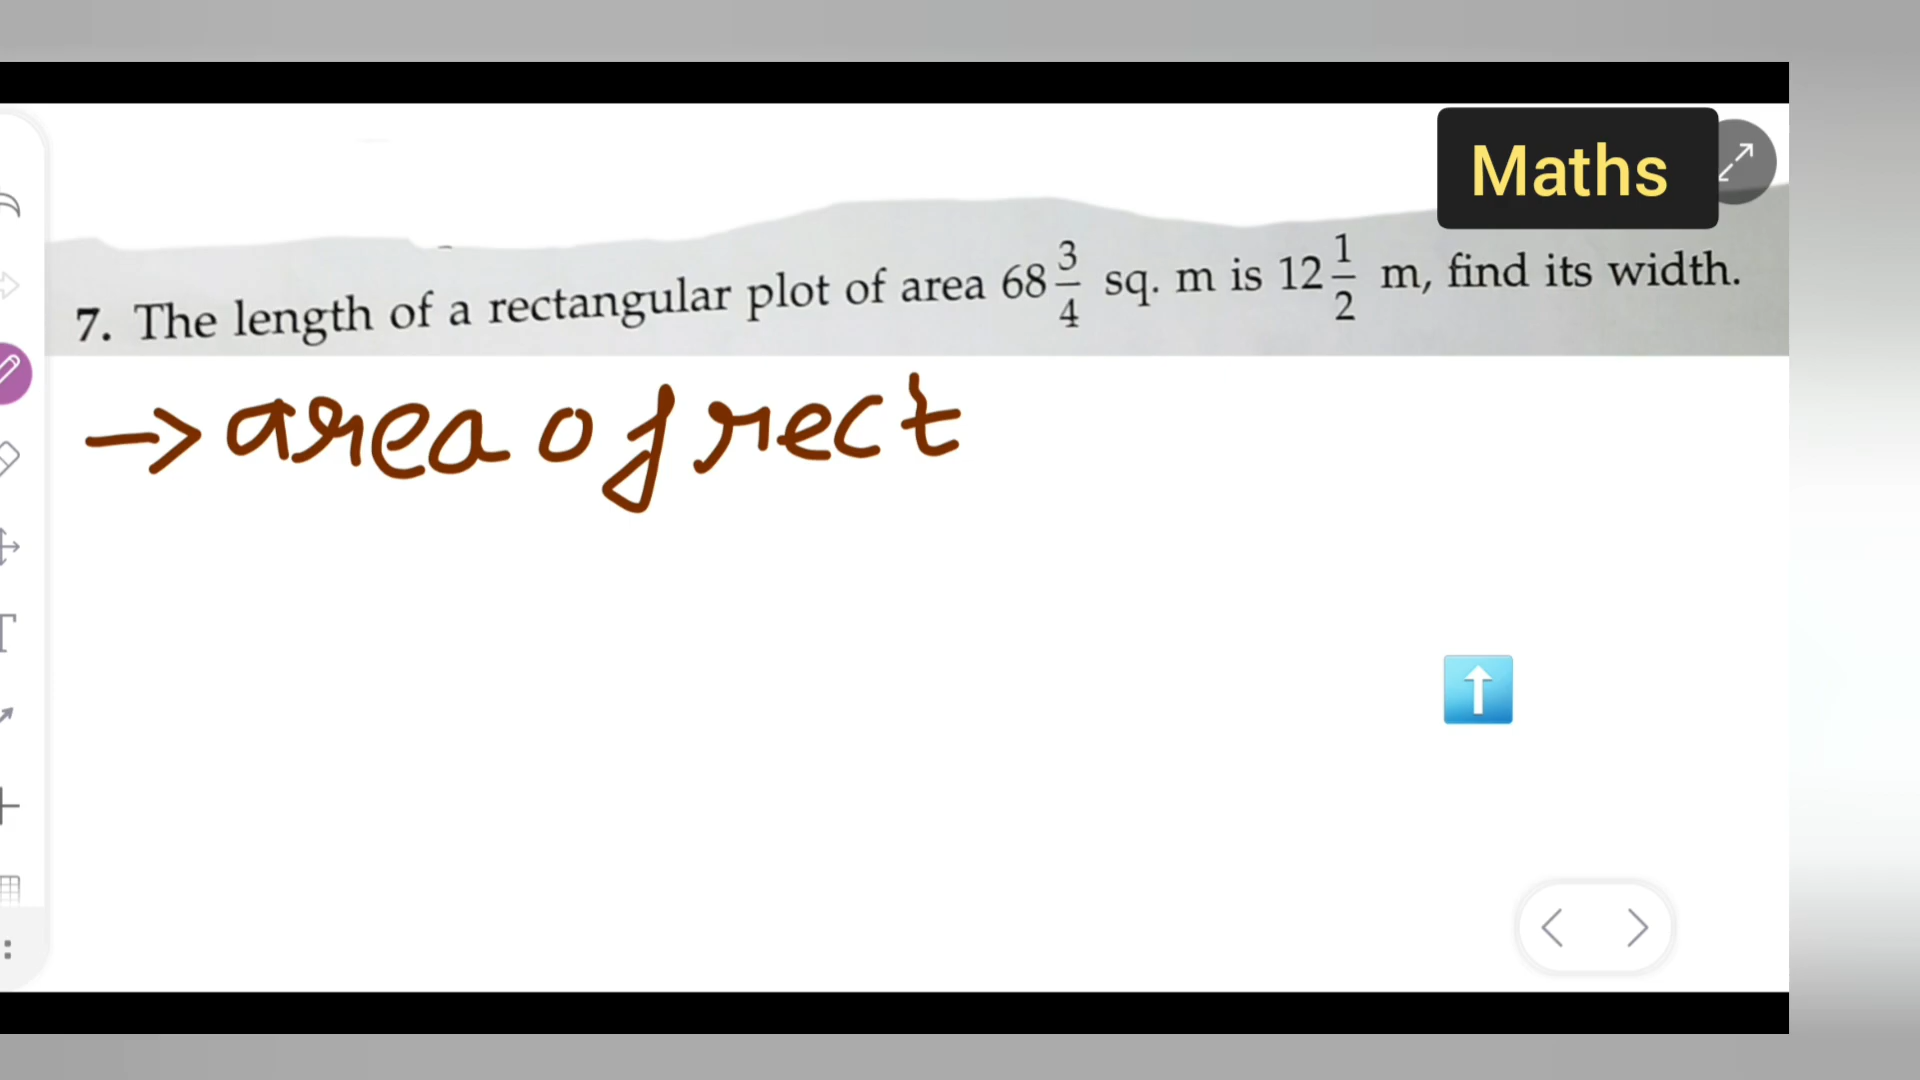 Maths
7. The length of a rectangular plot of area 68 3/4 sq. m is 12 1/2 m, find its width.
→ area of rect